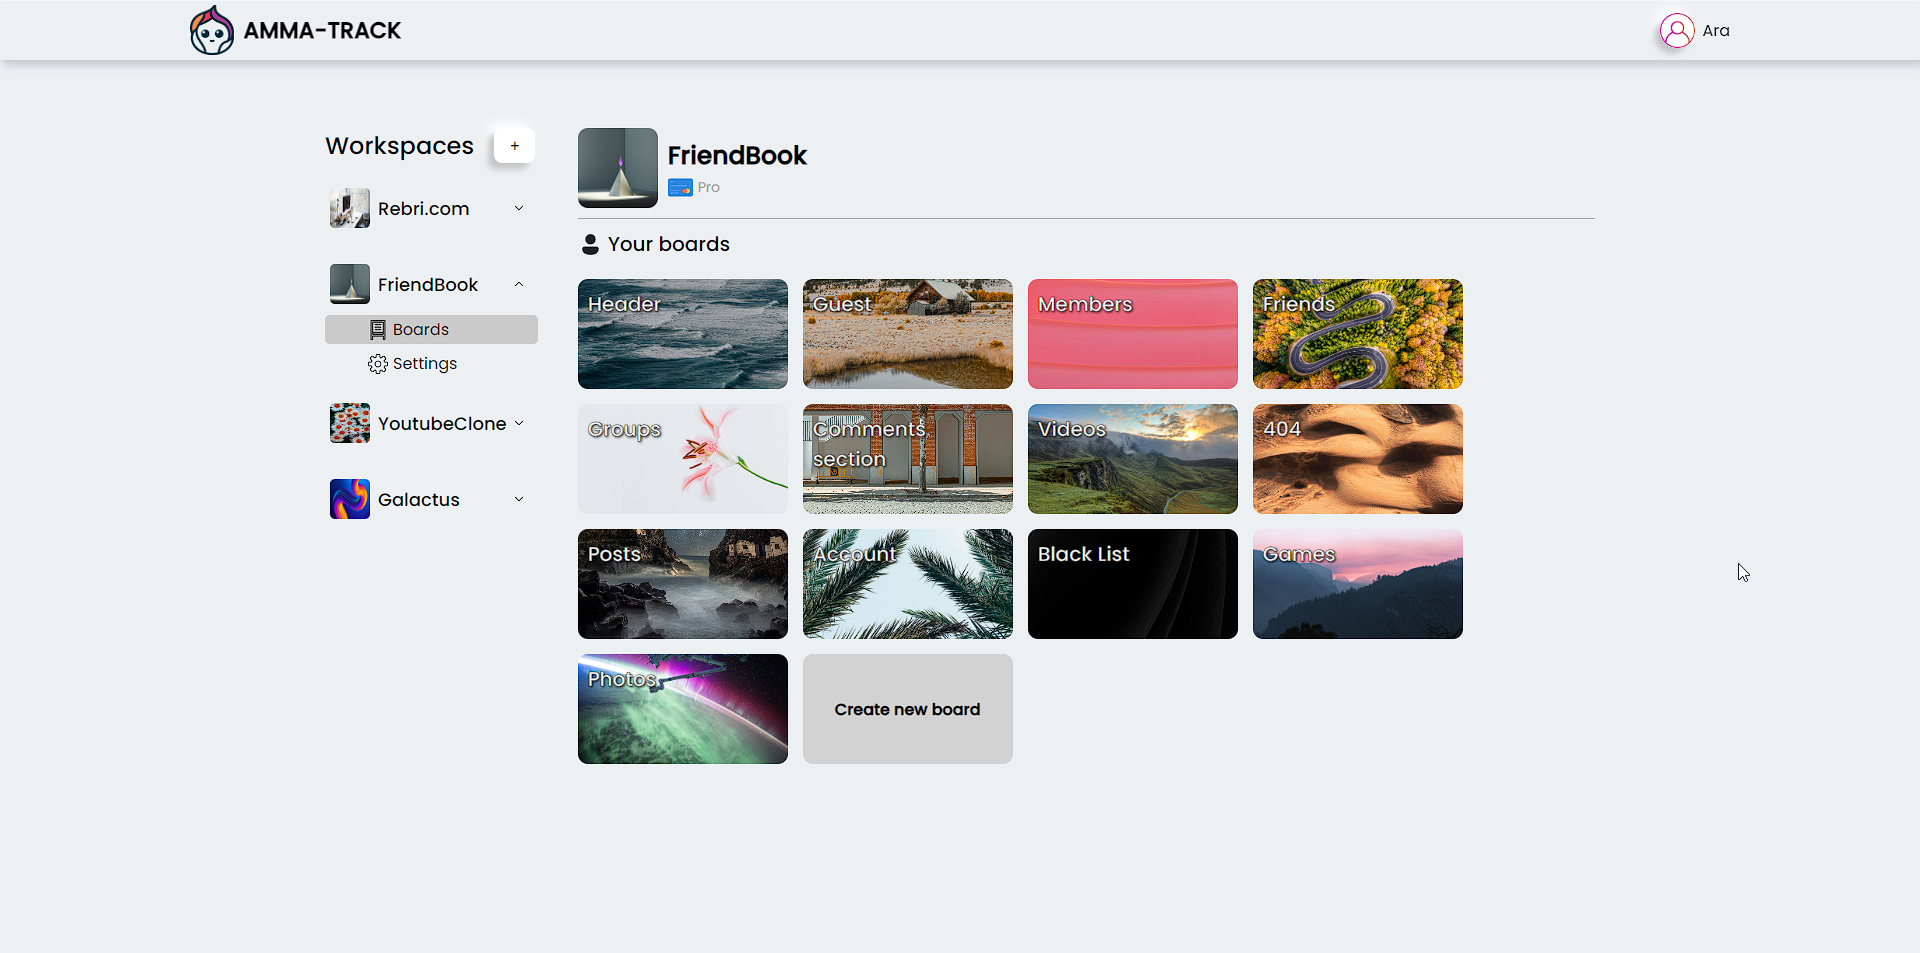 AMMA-TRACK
Ara
Workspaces
+
Rebri.com
FriendBook
Boards
Settings
YoutubeClone
Galactus
FriendBook
Pro
Your boards
Header
Guest
Members
Friends
Groups
Comments
section
Videos
404
Posts
Account
Black List
Games
Photos
Create new board